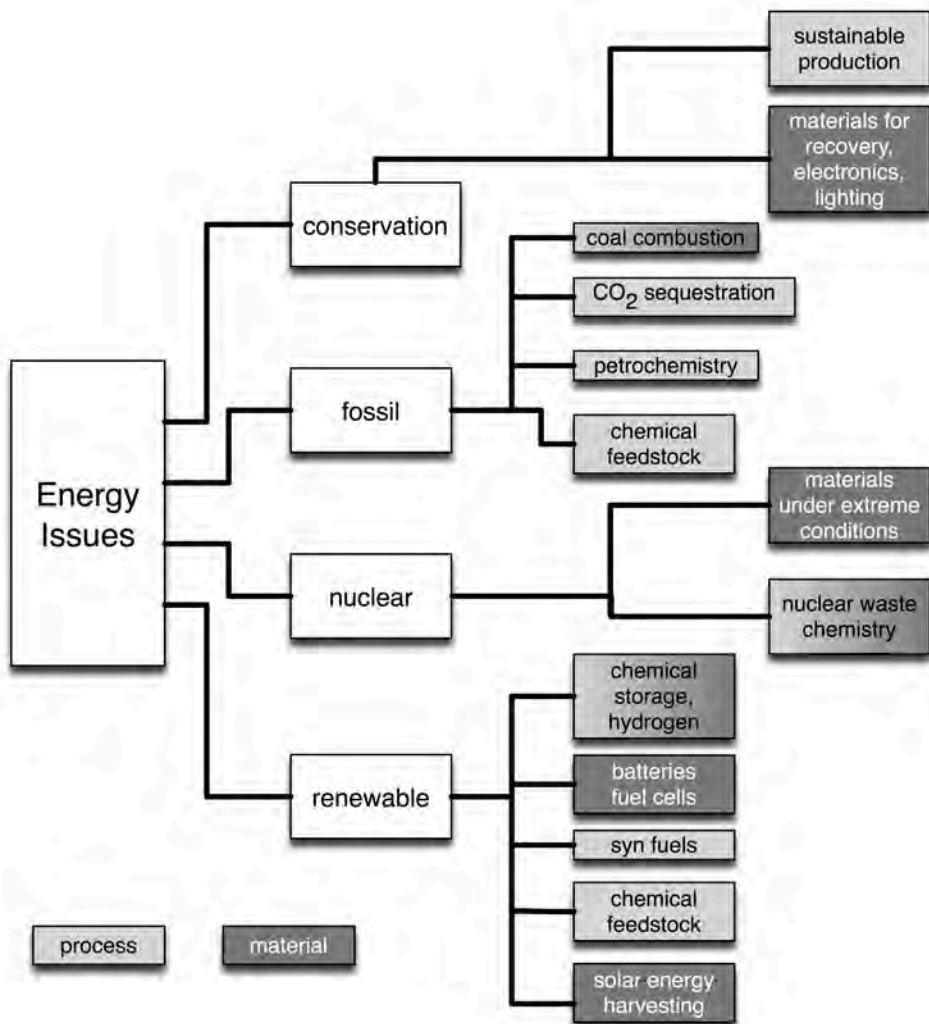 sustainable
production
materials for
recovery,
electronics,
lighting
conservation
coal combustion
CO2 sequestration
petrochemistry
fossil
chemical
feedstock
Energy
Issues
materials
under extreme
conditions
nuclear
nuclear waste
chemistry
chemical
storage,
hydrogen
renewable
batteries
fuel cells
syn fuels
chemical
feedstock
solar energy
harvesting
process
material